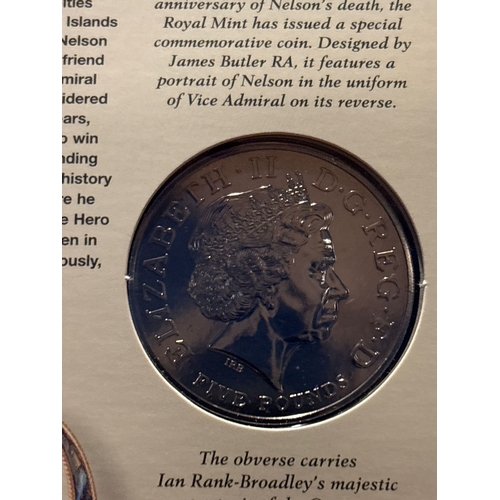 anniversary of Nelson's death, the
Royal Mint has issued a special
commemorative coin. Designed by
James Butler RA, it features a
portrait of Nelson in the uniform
of Vice Admiral on its reverse.
Islands
Nelson
friend
miral
idered
ars,
o win
nding
history
re he
e Hero
en in
ously,
ELIZABETH·II D·G·REG·F·D
IRB
FIVE POUNDS
The obverse carries
Ian Rank-Broadley's majestic